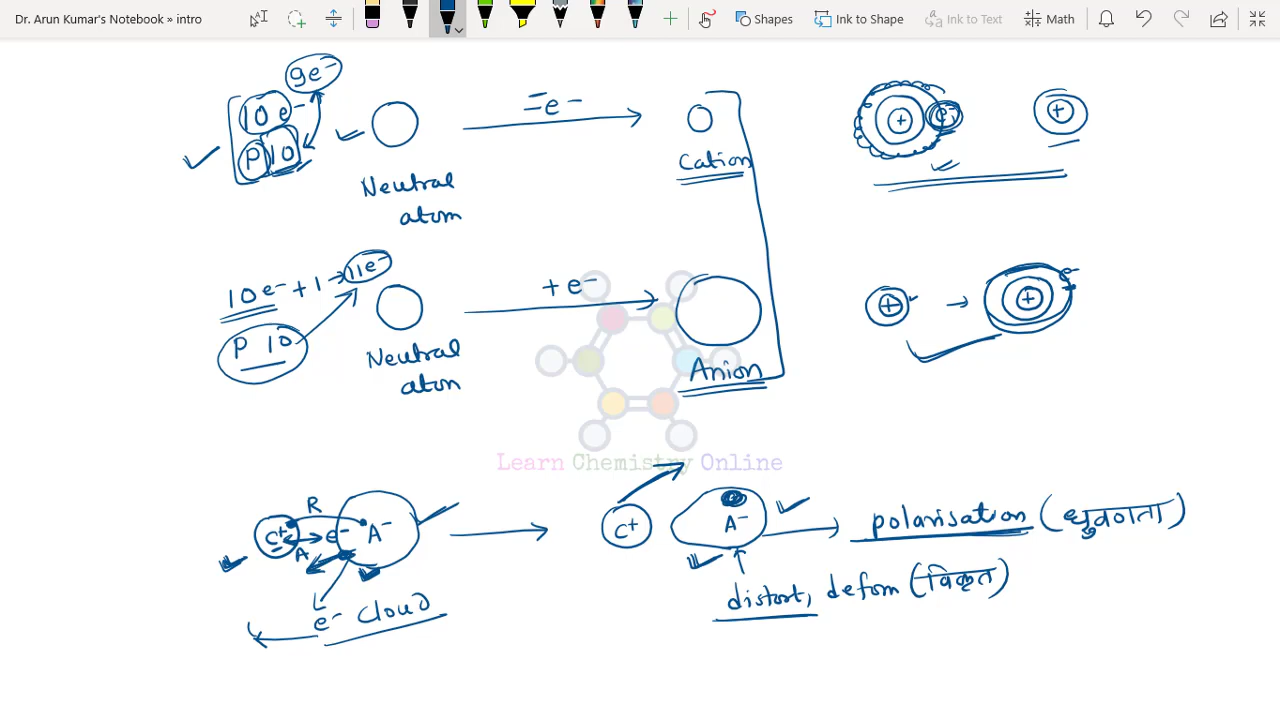 Dr. Arun Kumar's Notebook » intro
Shapes
Ink to Shape
Ink to Text
Math
9e-
10 e-
P 10
Neutral
atom
-e-
Cation
+
e-
+
10e- + 1 → 11e-
P 10
Neutral
atom
+e-
Anion
+
→
+
e-
Learn Chemistry Online
R
C+
e-
A-
A
e- cloud
C+
A-
polarisation (ध्रुवणता)
distort, deform (विकृत)